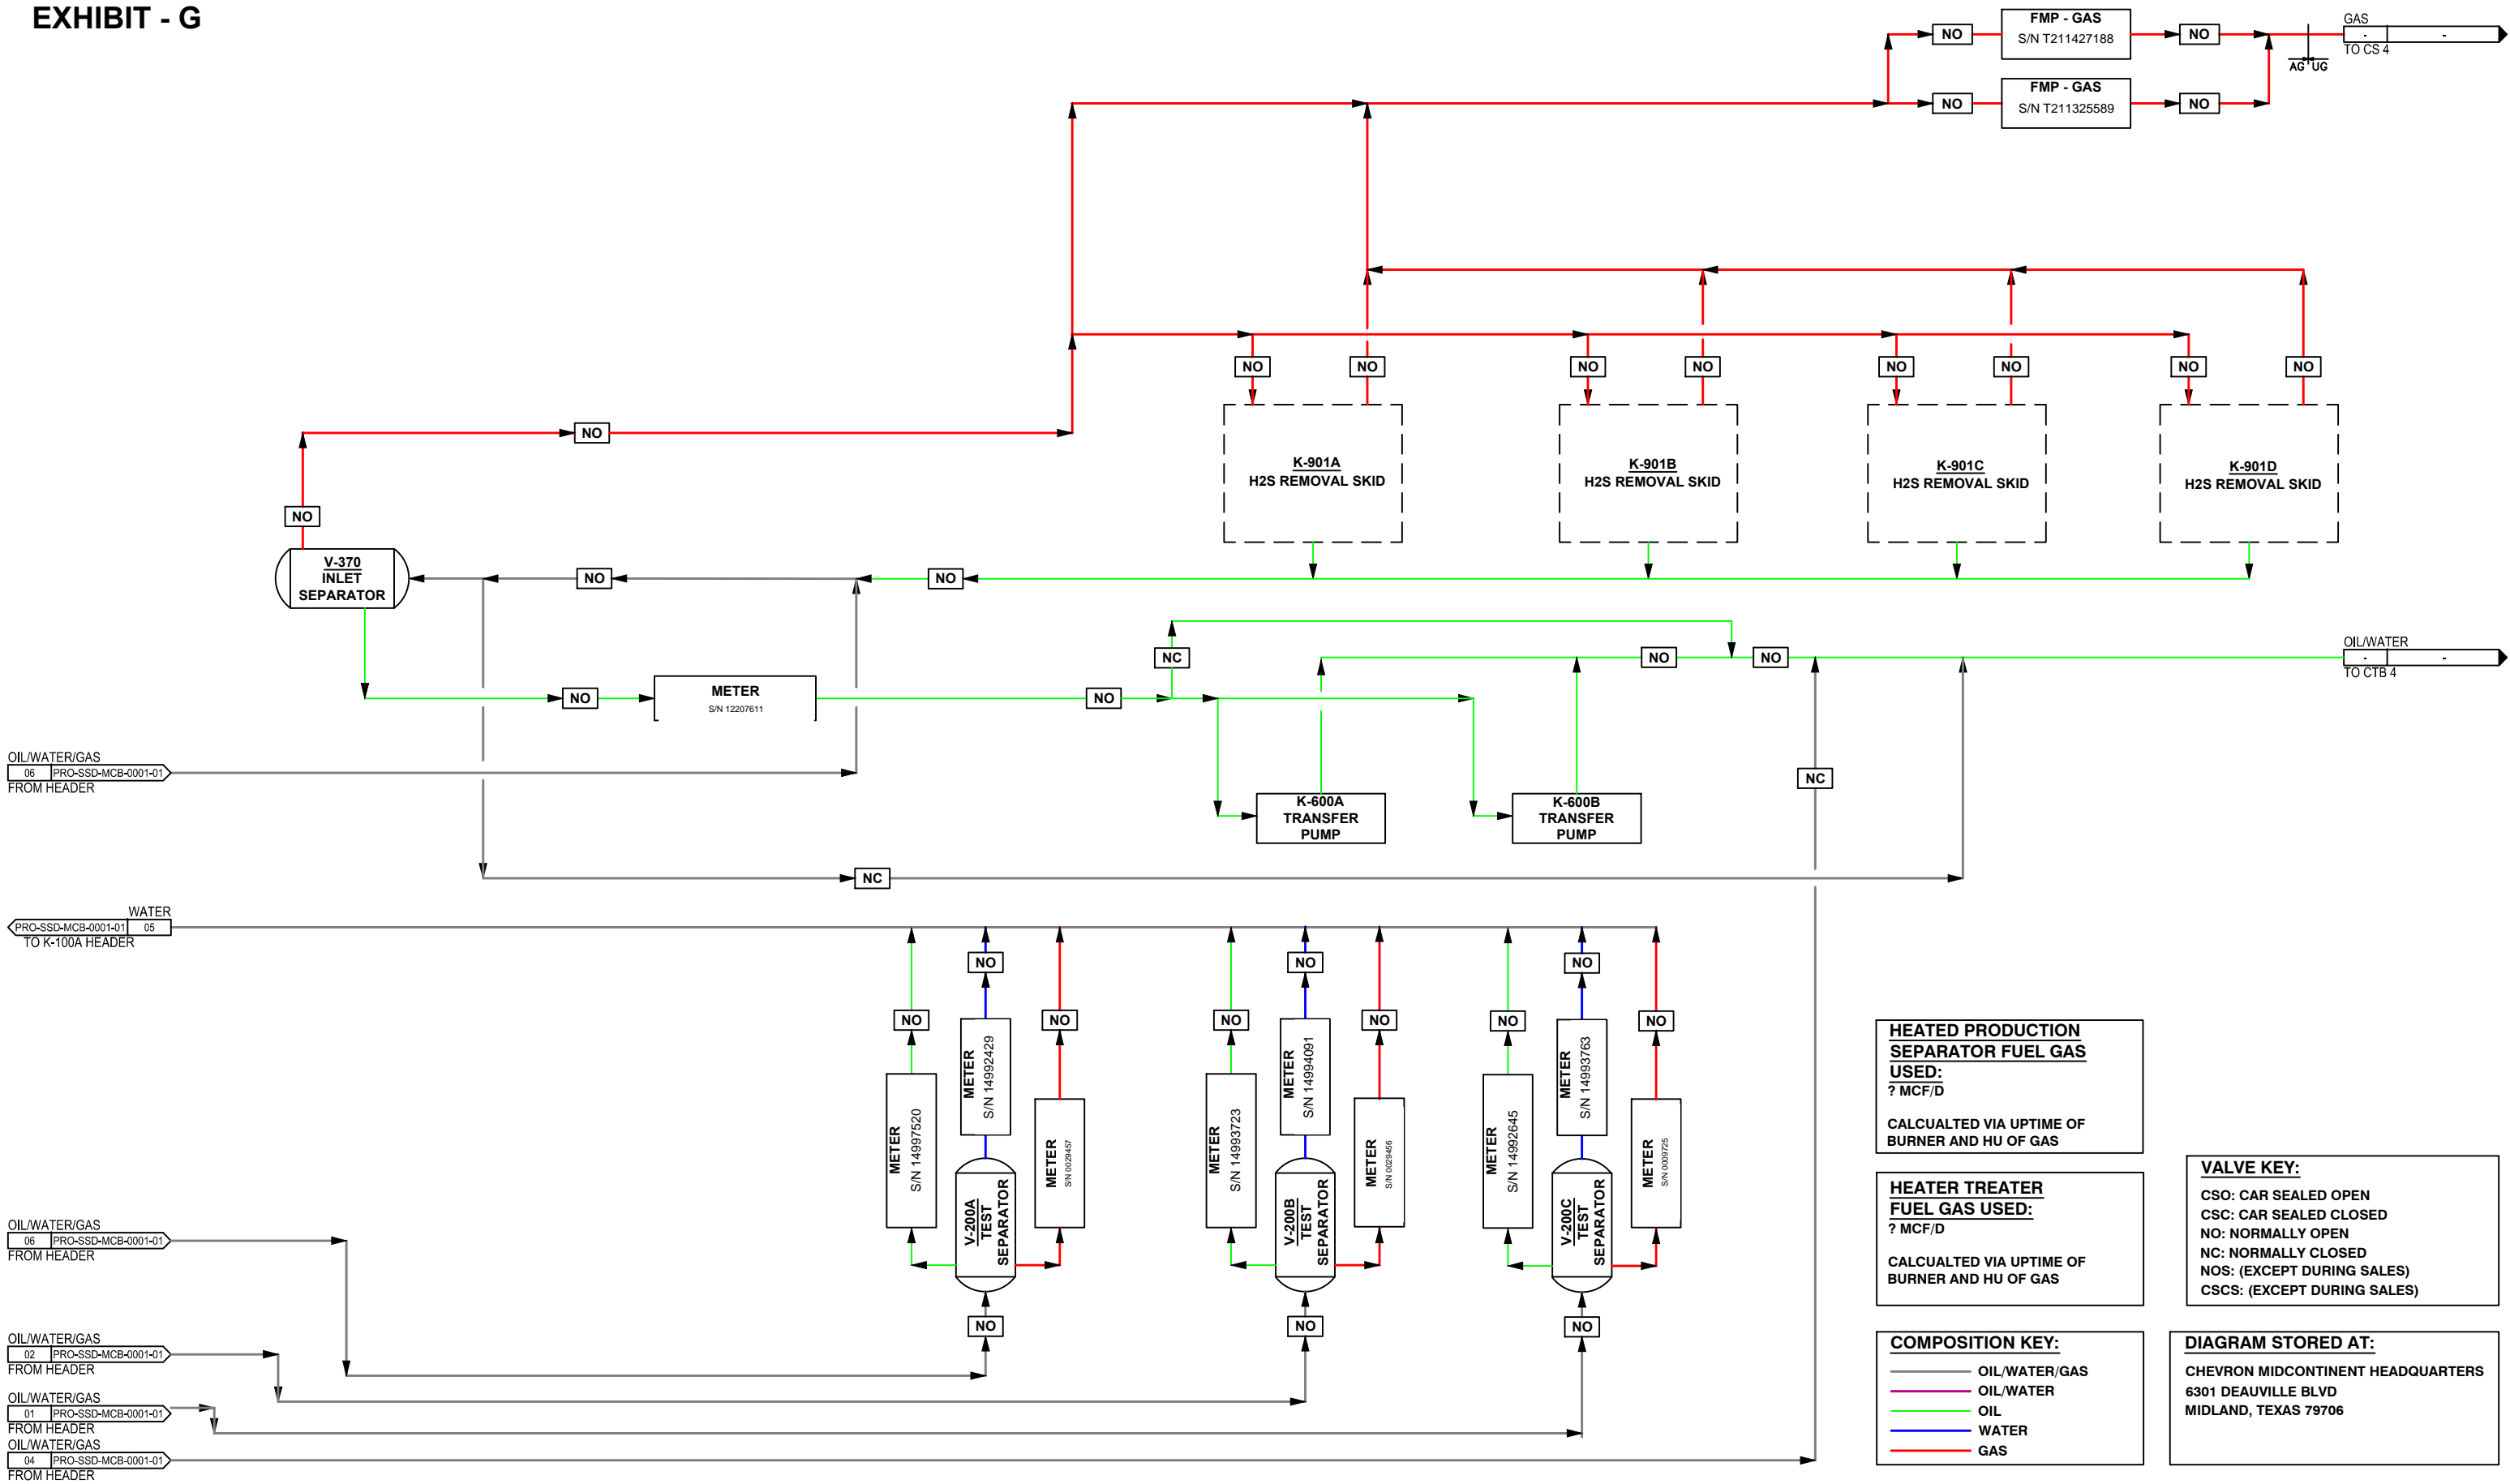 EXHIBIT - G
FMP - GAS
S/N T211427188
NO
NO
GAS
-
-
TO CS 4
AG
UG
FMP - GAS
S/N T211325589
NO
NO
NO
NO
NO
NO
NO
NO
NO
NO
NO
K-901A
H2S REMOVAL SKID
K-901B
H2S REMOVAL SKID
K-901C
H2S REMOVAL SKID
K-901D
H2S REMOVAL SKID
NO
V-370
INLET
SEPARATOR
NO
NO
NC
NO
NO
OIL/WATER
-
-
TO CTB 4
NO
METER
S/N 12207611
NO
OIL/WATER/GAS
06
PRO-SSD-MCB-0001-01
FROM HEADER
NC
K-600A
TRANSFER
PUMP
K-600B
TRANSFER
PUMP
NC
WATER
PRO-SSD-MCB-0001-01
05
TO K-100A HEADER
NO
NO
NO
NO
NO
NO
NO
NO
NO
METER
S/N 14997520
METER
S/N 14992429
METER
S/N 0029457
METER
S/N 14993723
METER
S/N 14994091
METER
S/N 0029456
METER
S/N 14992645
METER
S/N 14993763
METER
S/N 0009725
V-200A
TEST
SEPARATOR
V-200B
TEST
SEPARATOR
V-200C
TEST
SEPARATOR
NO
NO
NO
OIL/WATER/GAS
06
PRO-SSD-MCB-0001-01
FROM HEADER
OIL/WATER/GAS
02
PRO-SSD-MCB-0001-01
FROM HEADER
OIL/WATER/GAS
01
PRO-SSD-MCB-0001-01
FROM HEADER
OIL/WATER/GAS
04
PRO-SSD-MCB-0001-01
FROM HEADER
HEATED PRODUCTION
SEPARATOR FUEL GAS
USED:
? MCF/D
CALCUALTED VIA UPTIME OF
BURNER AND HU OF GAS
HEATER TREATER
FUEL GAS USED:
? MCF/D
CALCUALTED VIA UPTIME OF
BURNER AND HU OF GAS
VALVE KEY:
CSO: CAR SEALED OPEN
CSC: CAR SEALED CLOSED
NO: NORMALLY OPEN
NC: NORMALLY CLOSED
NOS: (EXCEPT DURING SALES)
CSCS: (EXCEPT DURING SALES)
COMPOSITION KEY:
OIL/WATER/GAS
OIL/WATER
OIL
WATER
GAS
DIAGRAM STORED AT:
CHEVRON MIDCONTINENT HEADQUARTERS
6301 DEAUVILLE BLVD
MIDLAND, TEXAS 79706